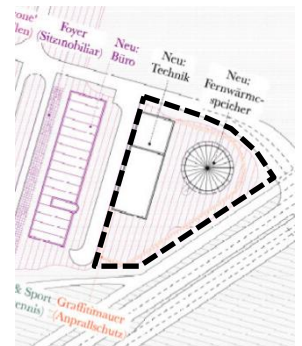 Foyer
(Sitzmobiliar)
Neu:
Büro
Neu:
Technik
Neu:
Fernwärme-
speicher
& Sport
Graffitimauer
(Anprallschutz)